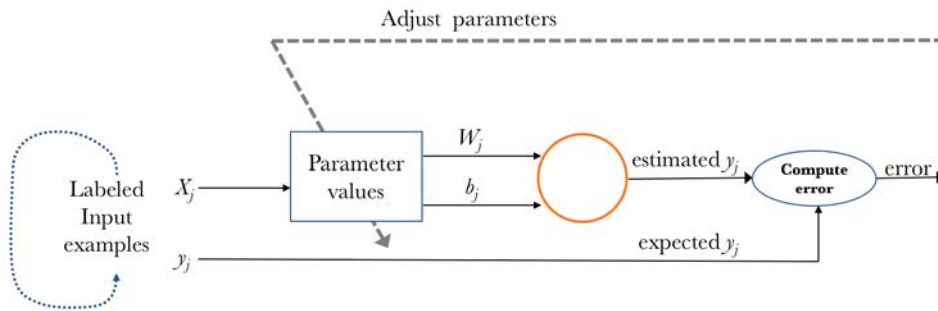 Adjust parameters
Labeled
Input
examples
X_j
y_j
Parameter
values
W_j
b_j
estimated y_j
expected y_j
Compute
error
error